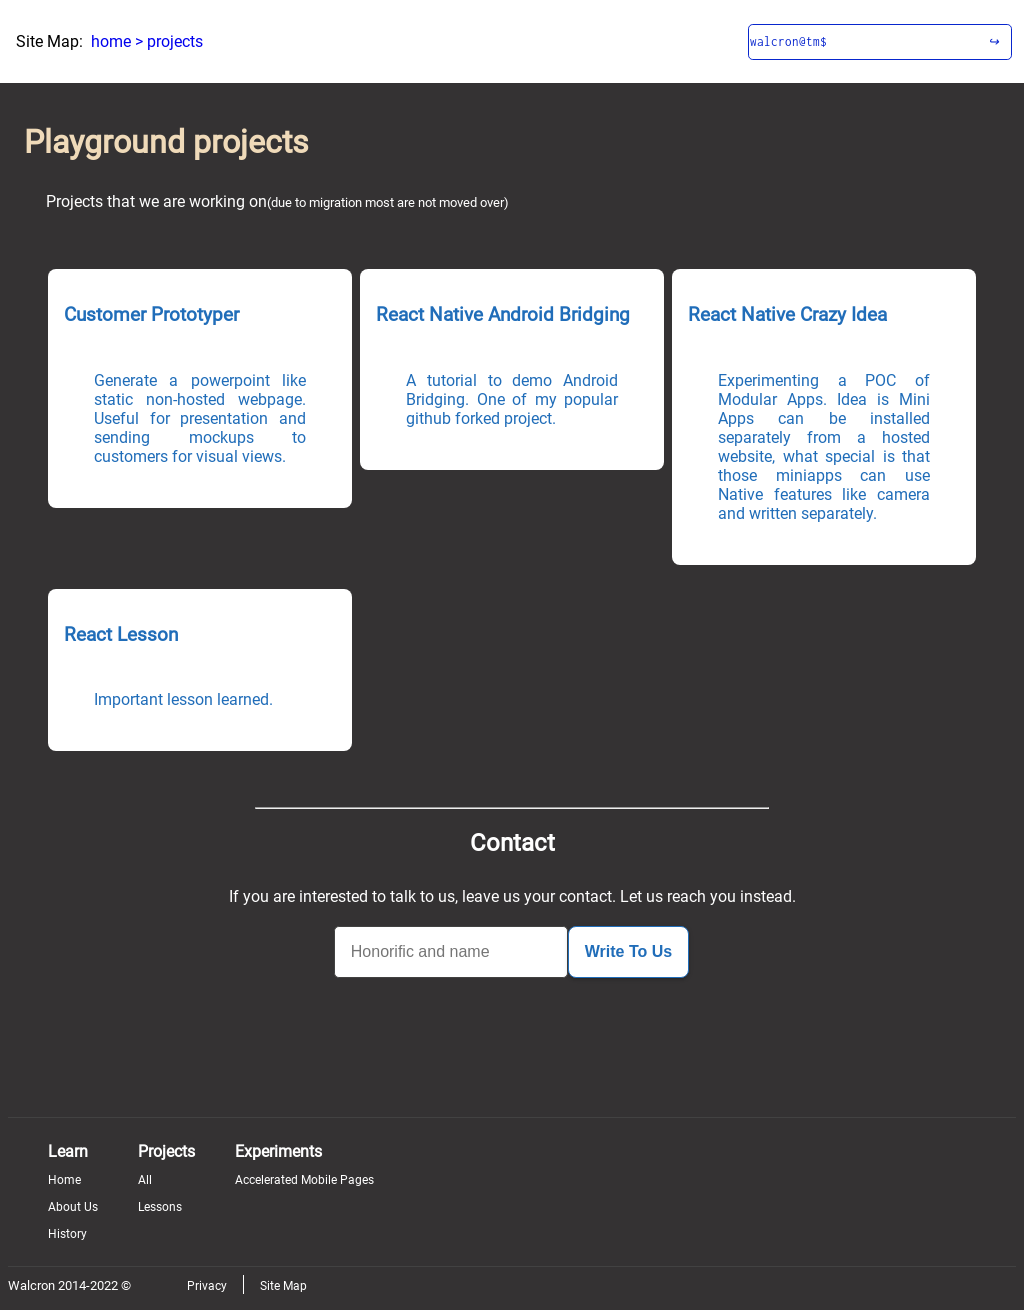 Site Map: home > projects
walcron@tm$ ↪
Playground projects
Projects that we are working on(due to migration most are not moved over)
Customer Prototyper
Generate a powerpoint like
static non-hosted webpage.
Useful for presentation and
sending mockups to
customers for visual views.
React Native Android Bridging
A tutorial to demo Android
Bridging. One of my popular
github forked project.
React Native Crazy Idea
Experimenting a POC of
Modular Apps. Idea is Mini
Apps can be installed
separately from a hosted
website, what special is that
those miniapps can use
Native features like camera
and written separately.
React Lesson
Important lesson learned.
Contact
If you are interested to talk to us, leave us your contact. Let us reach you instead.
Honorific and name
Write To Us
Learn
Home
About Us
History
Projects
All
Lessons
Experiments
Accelerated Mobile Pages
Walcron 2014-2022 ©
Privacy
Site Map